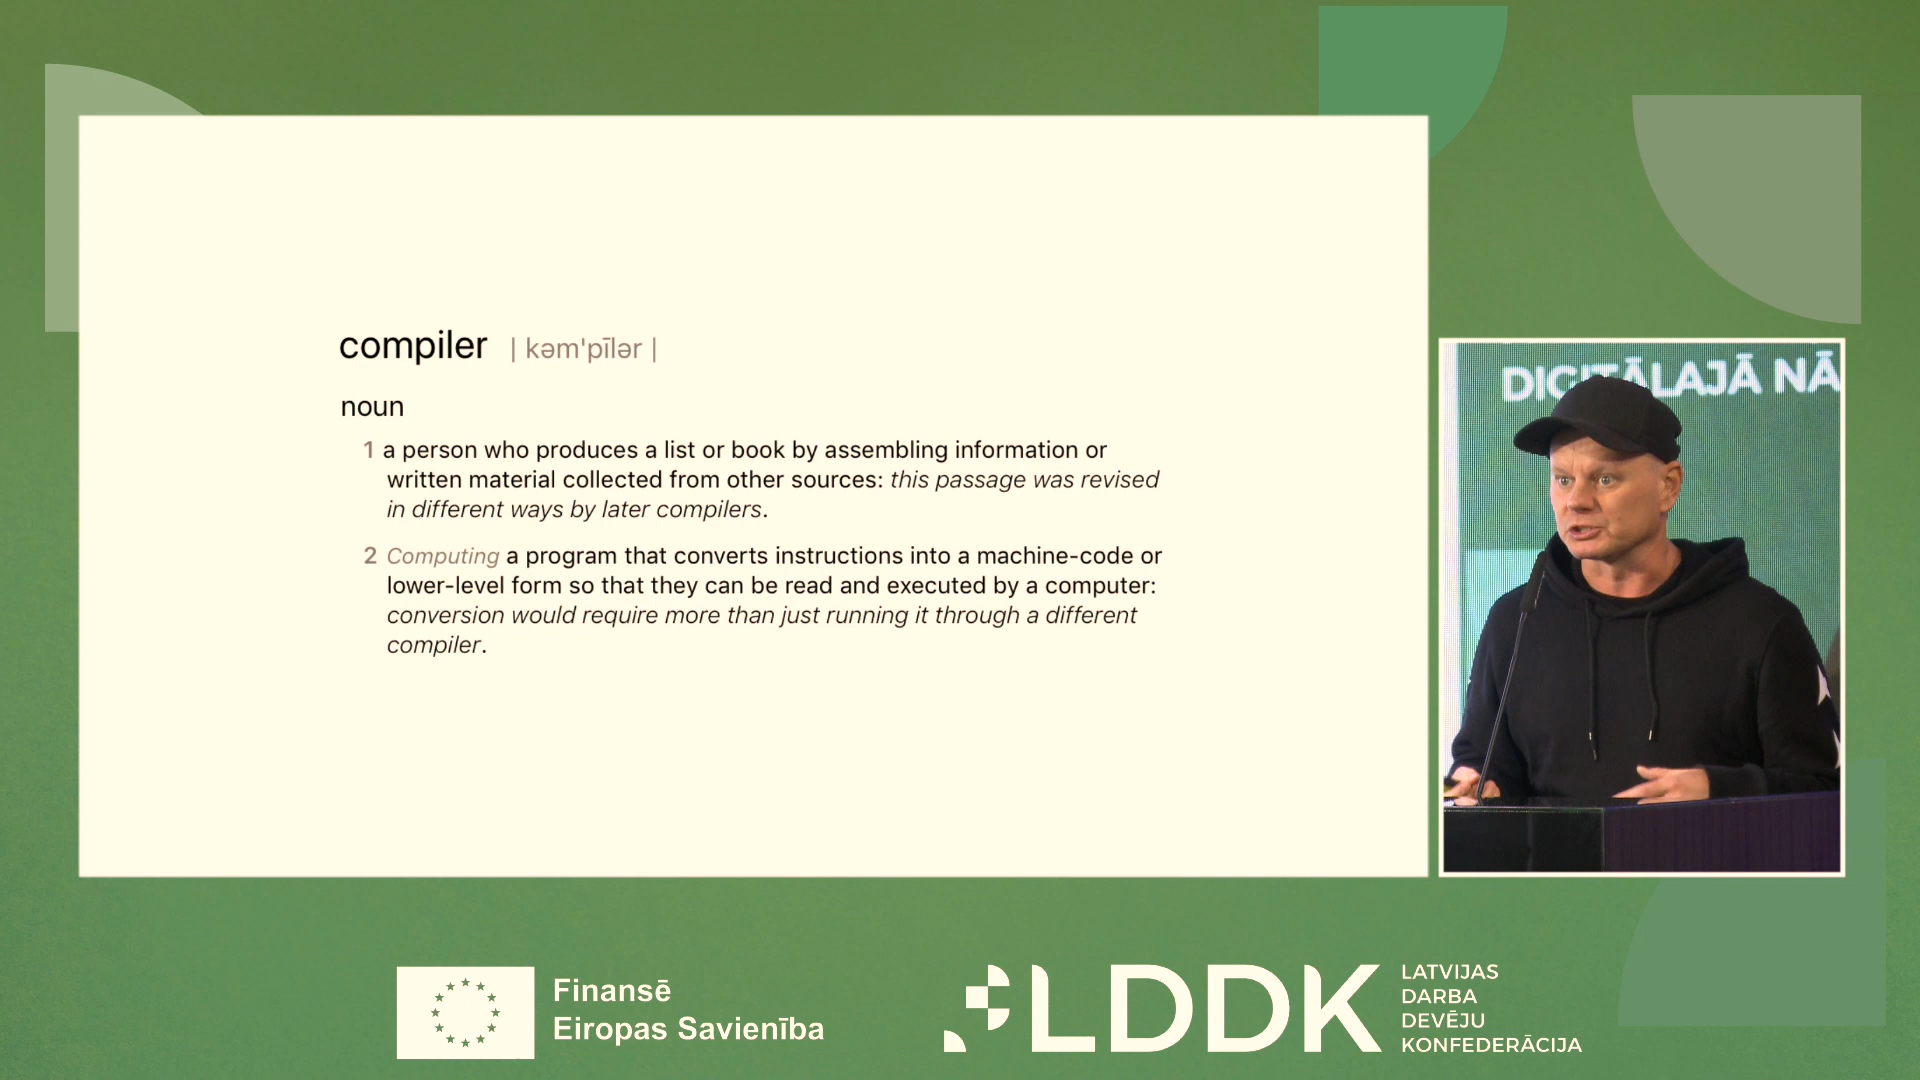 compiler | kəm'pīlər |
noun
1 a person who produces a list or book by assembling information or
written material collected from other sources: this passage was revised
in different ways by later compilers.
2 Computing a program that converts instructions into a machine-code or
lower-level form so that they can be read and executed by a computer:
conversion would require more than just running it through a different
compiler.
DIGITĀLAJĀ NĀ
Finansē
Eiropas Savienība
LDDK
LATVIJAS
DARBA
DEVĒJU
KONFEDERĀCIJA